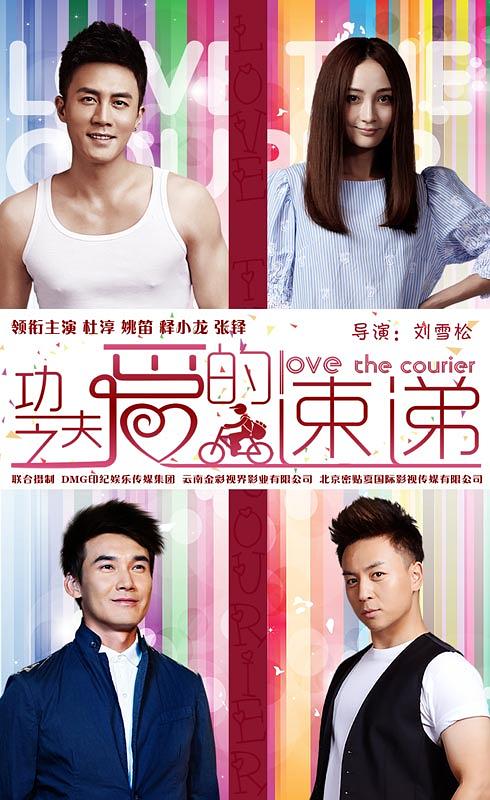 LOVE THE
COURIER
LOVE THE COURIER
领衔主演 杜淳 姚笛 释小龙 张铎
导演：刘雪松
love the courier
功夫之爱的速递
联合摄制 DMG印纪娱乐传媒集团 云南金彩视界影业有限公司 北京密贴夏国际影视传媒有限公司